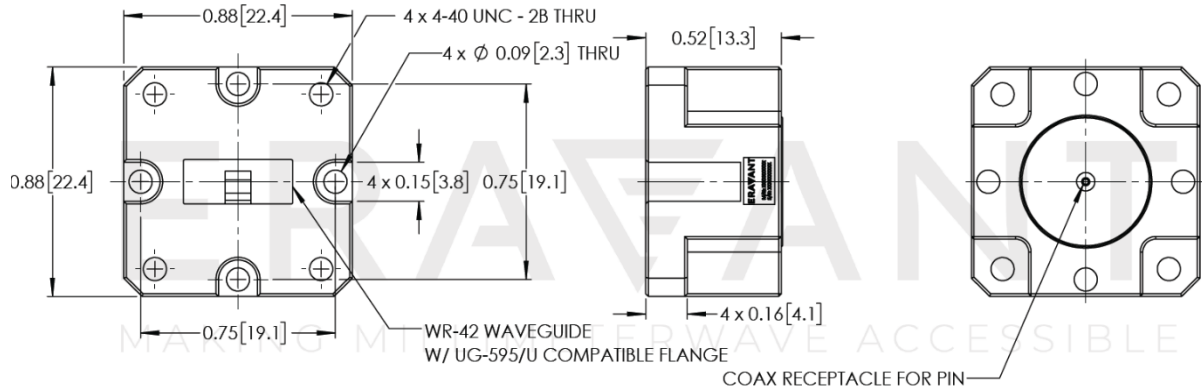 0.88[22.4]
4 x 4-40 UNC - 2B THRU
4 x Ø 0.09[2.3] THRU
0.52[13.3]
0.88[22.4]
4 x 0.15[3.8]
0.75[19.1]
ERAVANT
ERAVANT
MAKING MILLIMETERWAVE ACCESSIBLE
0.75[19.1]
WR-42 WAVEGUIDE
W/ UG-595/U COMPATIBLE FLANGE
4 x 0.16[4.1]
COAX RECEPTACLE FOR PIN